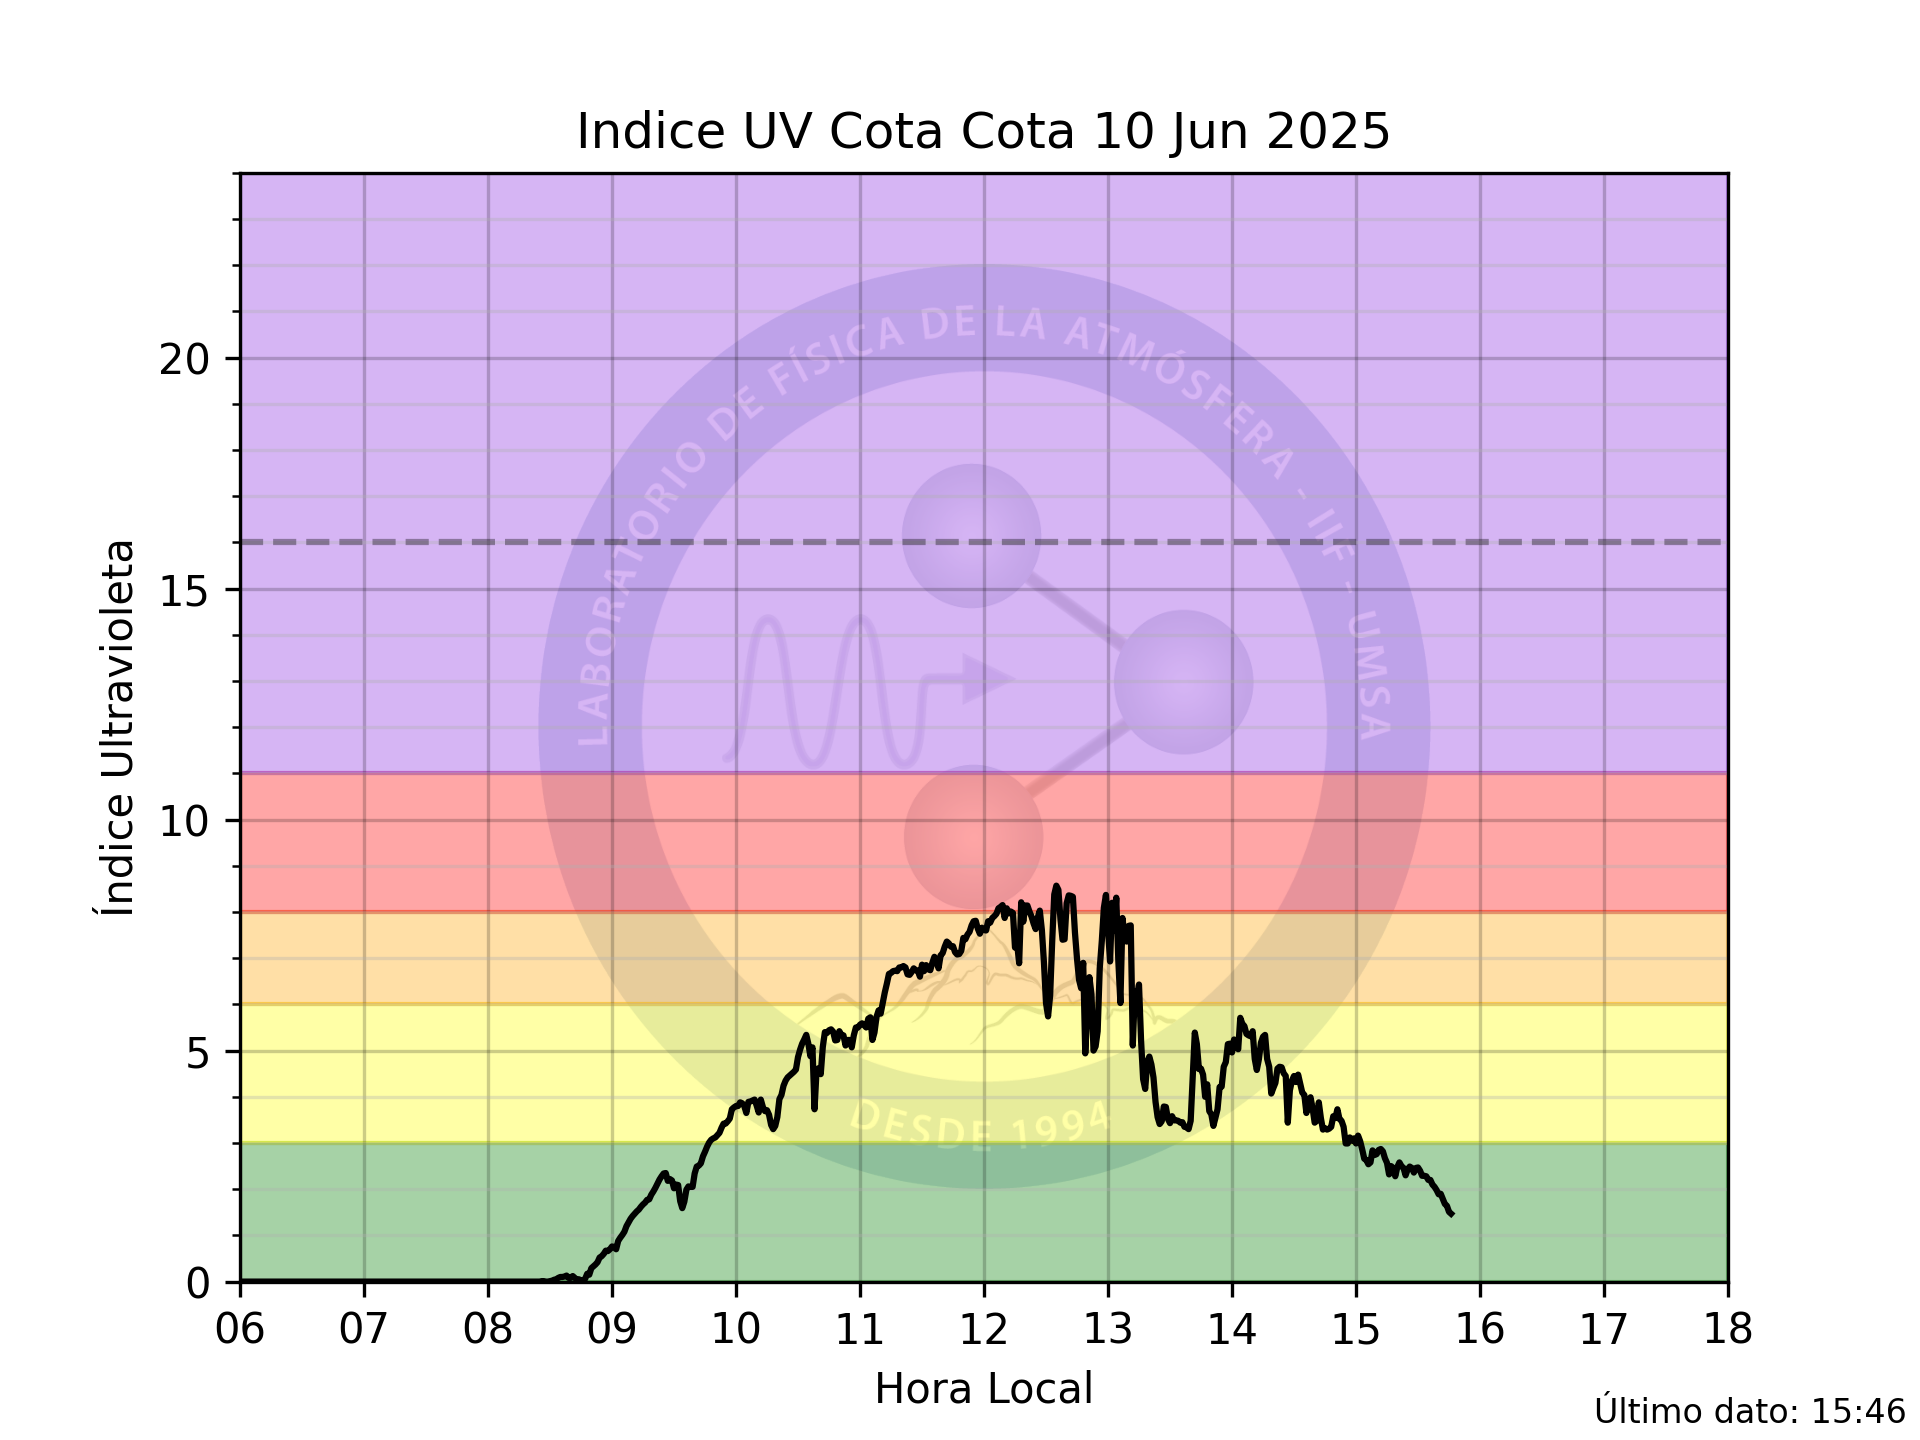 Indice UV Cota Cota 10 Jun 2025
LABORATORIO DE FÍSICA DE LA ATMÓSFERA - IIF - UMSA
DESDE 1994
Índice Ultravioleta
20
15
10
5
0
06 07 08 09 10 11 12 13 14 15 16 17 18
Hora Local
Último dato: 15:46